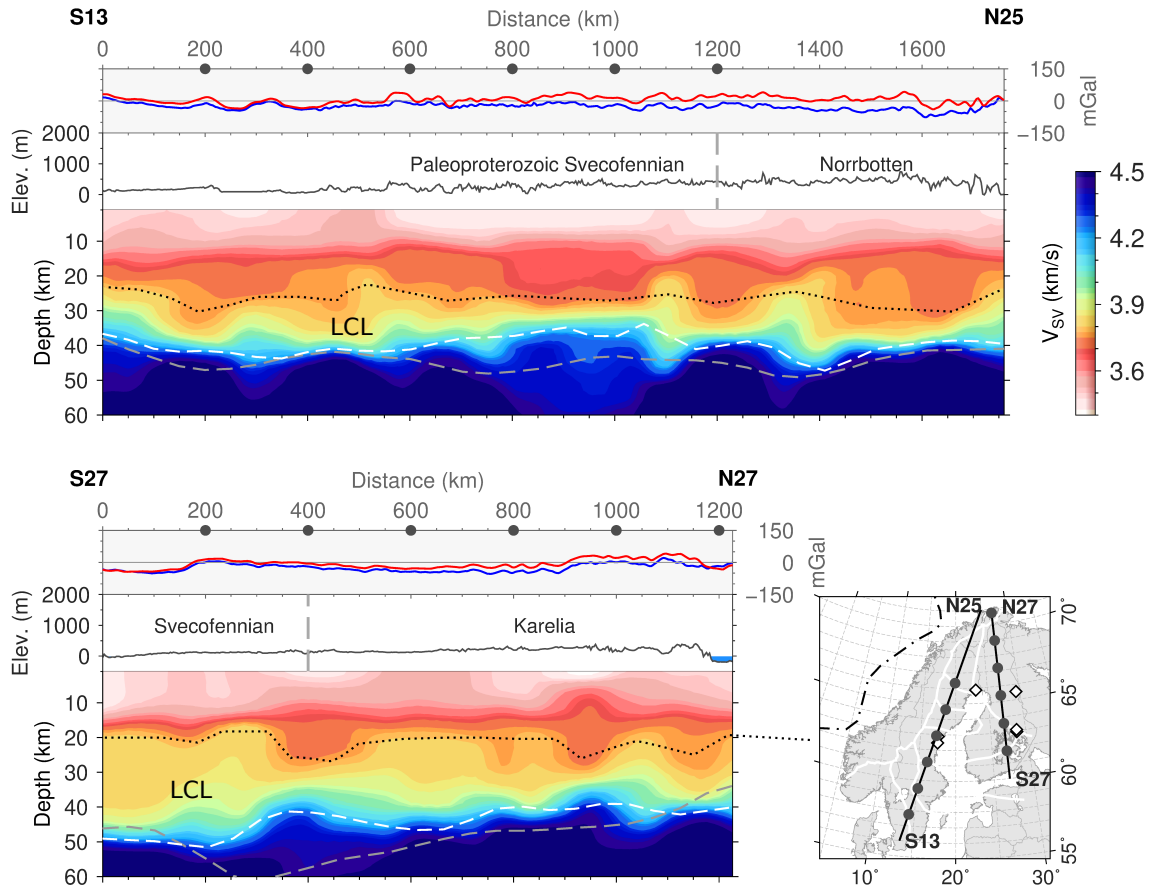 S13
Distance (km)
N25
0 200 400 600 800 1000 1200 1400 1600
150
0
−150
mGal
2000
1000
0
Elev. (m)
Paleoproterozoic Svecofennian
Norrbotten
10
20
30
40
50
60
Depth (km)
LCL
4.5
4.2
3.9
3.6
VSV (km/s)
S27
Distance (km)
N27
0 200 400 600 800 1000 1200
150
0
−150
mGal
2000
1000
0
Elev. (m)
Svecofennian
Karelia
10
20
30
40
50
60
Depth (km)
LCL
N25 N27
70°
65°
60°
55°
S27
S13
10° 20° 30°